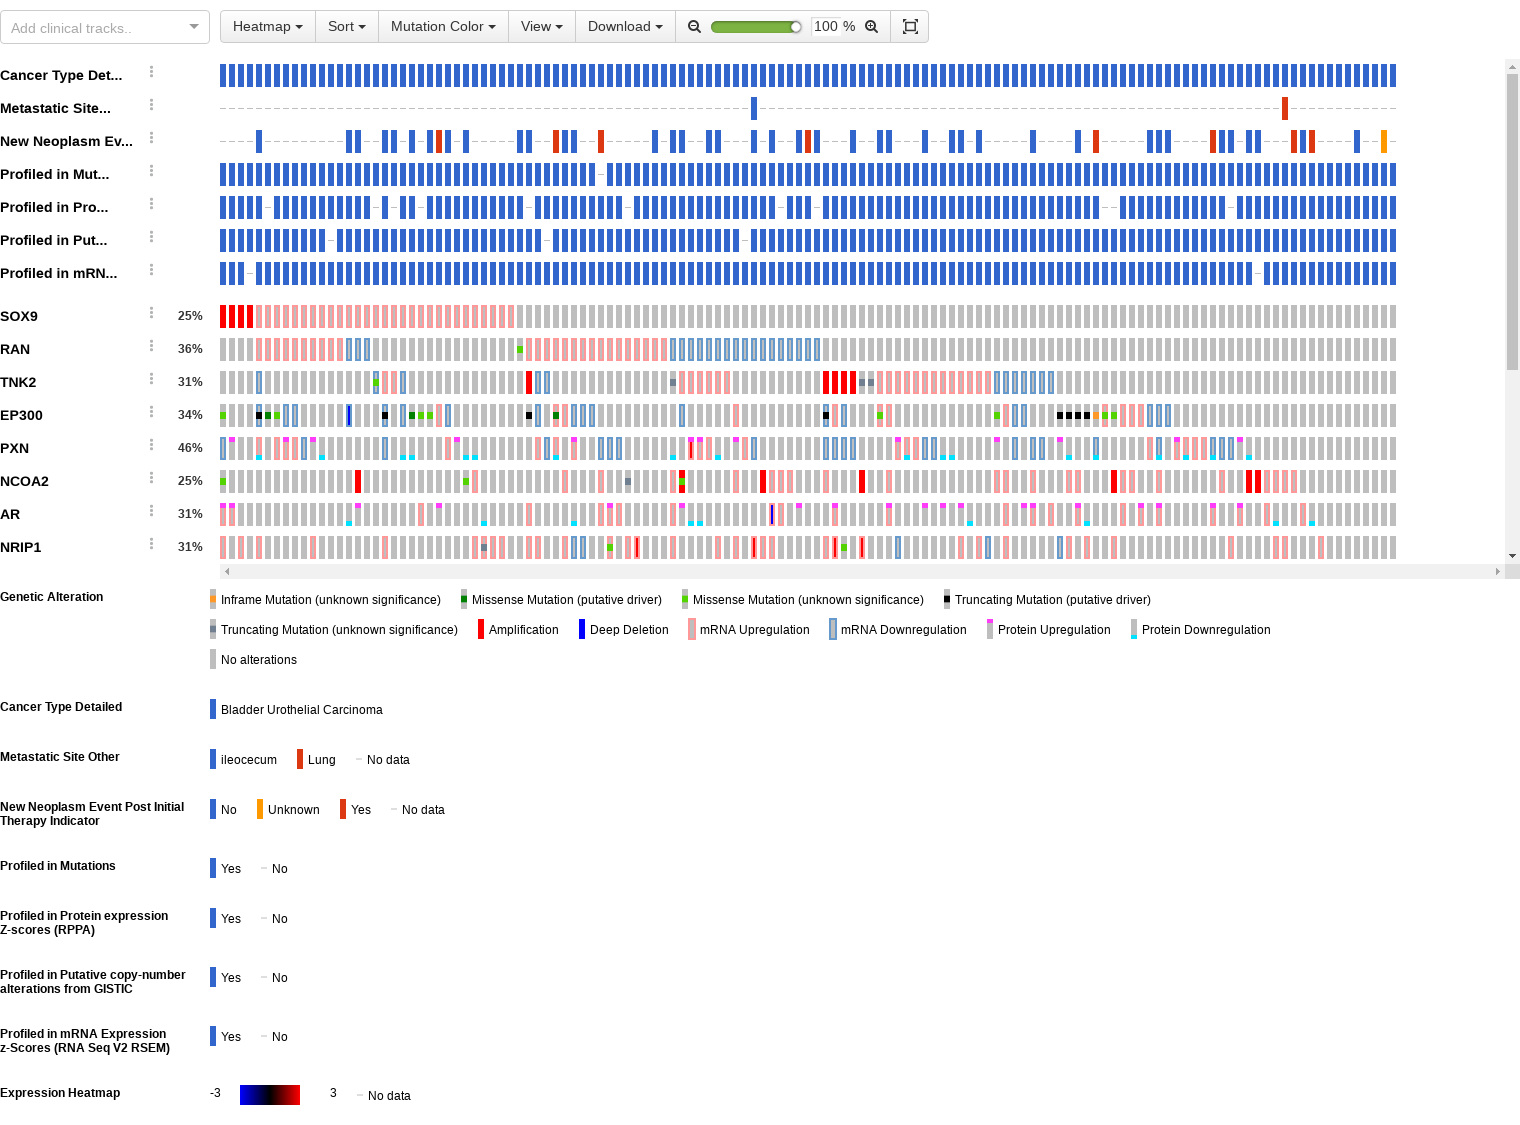 Add clinical tracks..
Heatmap Sort Mutation Color View Download 100 %
Cancer Type Det...
Metastatic Site...
New Neoplasm Ev...
Profiled in Mut...
Profiled in Pro...
Profiled in Put...
Profiled in mRN...
SOX9 25%
RAN 36%
TNK2 31%
EP300 34%
PXN 46%
NCOA2 25%
AR 31%
NRIP1 31%
Genetic Alteration Inframe Mutation (unknown significance) Missense Mutation (putative driver) Missense Mutation (unknown significance) Truncating Mutation (putative driver)
Truncating Mutation (unknown significance) Amplification Deep Deletion mRNA Upregulation mRNA Downregulation Protein Upregulation Protein Downregulation
No alterations
Cancer Type Detailed Bladder Urothelial Carcinoma
Metastatic Site Other ileocecum Lung No data
New Neoplasm Event Post Initial
Therapy Indicator No Unknown Yes No data
Profiled in Mutations Yes No
Profiled in Protein expression
Z-scores (RPPA) Yes No
Profiled in Putative copy-number
alterations from GISTIC Yes No
Profiled in mRNA Expression
z-Scores (RNA Seq V2 RSEM) Yes No
Expression Heatmap -3 3 No data